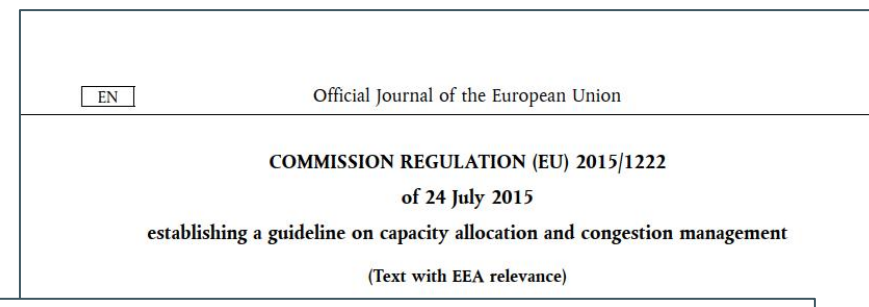 EN
Official Journal of the European Union
COMMISSION REGULATION (EU) 2015/1222
of 24 July 2015
establishing a guideline on capacity allocation and congestion management
(Text with EEA relevance)